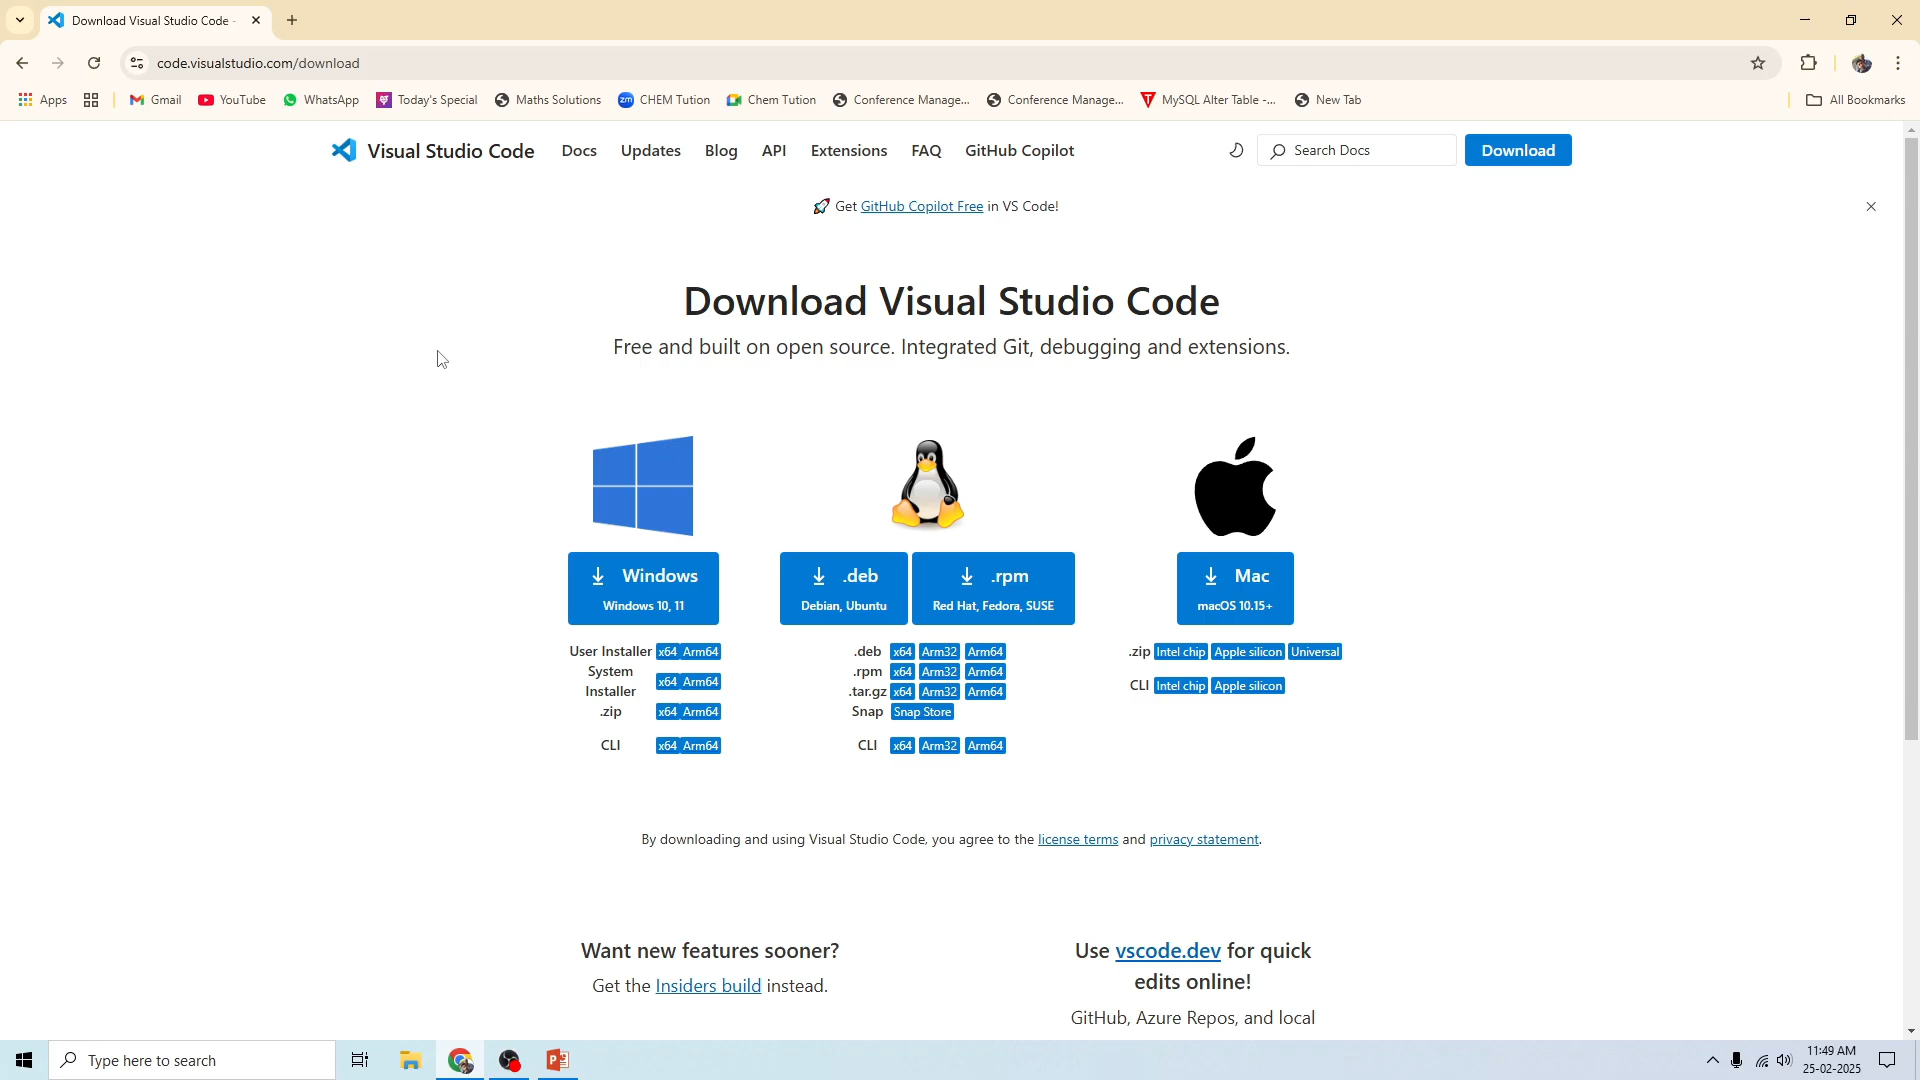 Download Visual Studio Code -
code.visualstudio.com/download
Apps Gmail YouTube WhatsApp Today's Special Maths Solutions CHEM Tution Chem Tution Conference Manage... Conference Manage... MySQL Alter Table -... New Tab All Bookmarks
Visual Studio Code Docs Updates Blog API Extensions FAQ GitHub Copilot Search Docs Download
Get GitHub Copilot Free in VS Code!
Download Visual Studio Code
Free and built on open source. Integrated Git, debugging and extensions.
Windows
Windows 10, 11
User Installer x64 Arm64
System
Installer x64 Arm64
.zip x64 Arm64
CLI x64 Arm64
.deb
Debian, Ubuntu
.rpm
Red Hat, Fedora, SUSE
.deb x64 Arm32 Arm64
.rpm x64 Arm32 Arm64
.tar.gz x64 Arm32 Arm64
Snap Snap Store
CLI x64 Arm32 Arm64
Mac
macOS 10.15+
.zip Intel chip Apple silicon Universal
CLI Intel chip Apple silicon
By downloading and using Visual Studio Code, you agree to the license terms and privacy statement.
Want new features sooner?
Get the Insiders build instead.
Use vscode.dev for quick
edits online!
GitHub, Azure Repos, and local
Type here to search
11:49 AM
25-02-2025